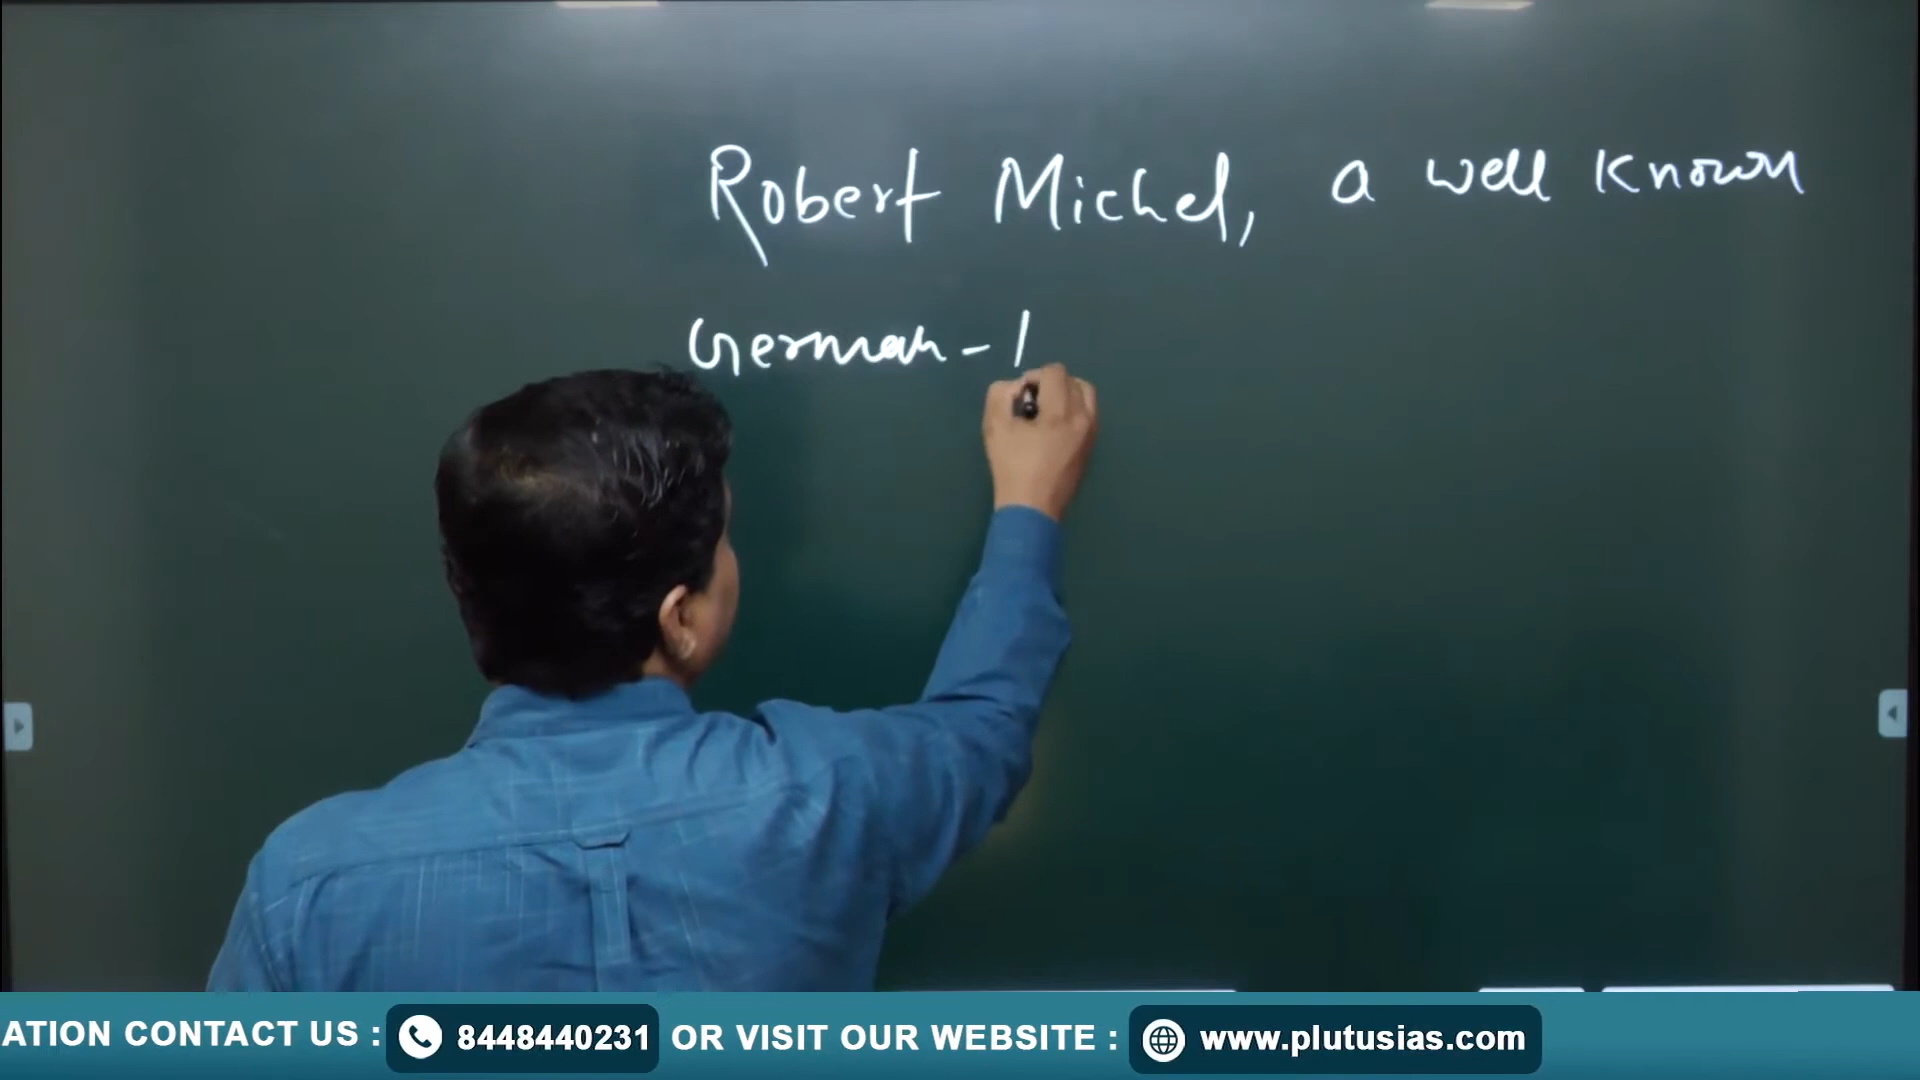 Robert Michel, a well known
German - I
ATION CONTACT US : 8448440231 OR VISIT OUR WEBSITE : www.plutusias.com